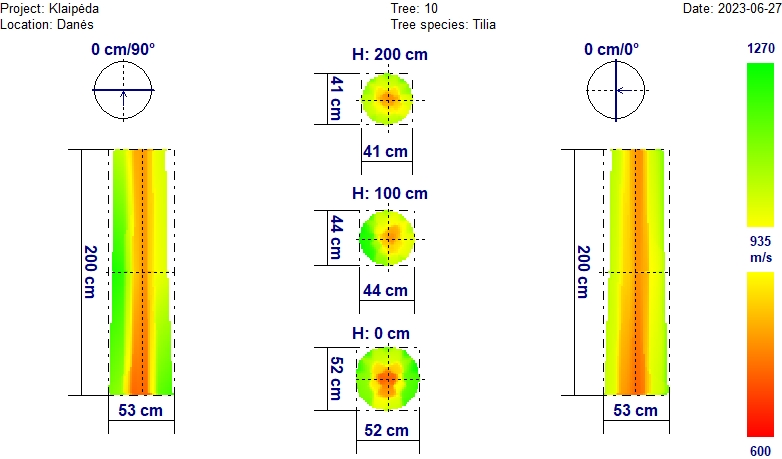 Project: Klaipėda
Tree: 10
Date: 2023-06-27
Location: Danės
Tree species: Tilia
0 cm/90°
H: 200 cm
0 cm/0°
1270
41 cm
41 cm
H: 100 cm
44 cm
44 cm
200 cm
200 cm
935
m/s
H: 0 cm
52 cm
52 cm
53 cm
53 cm
600